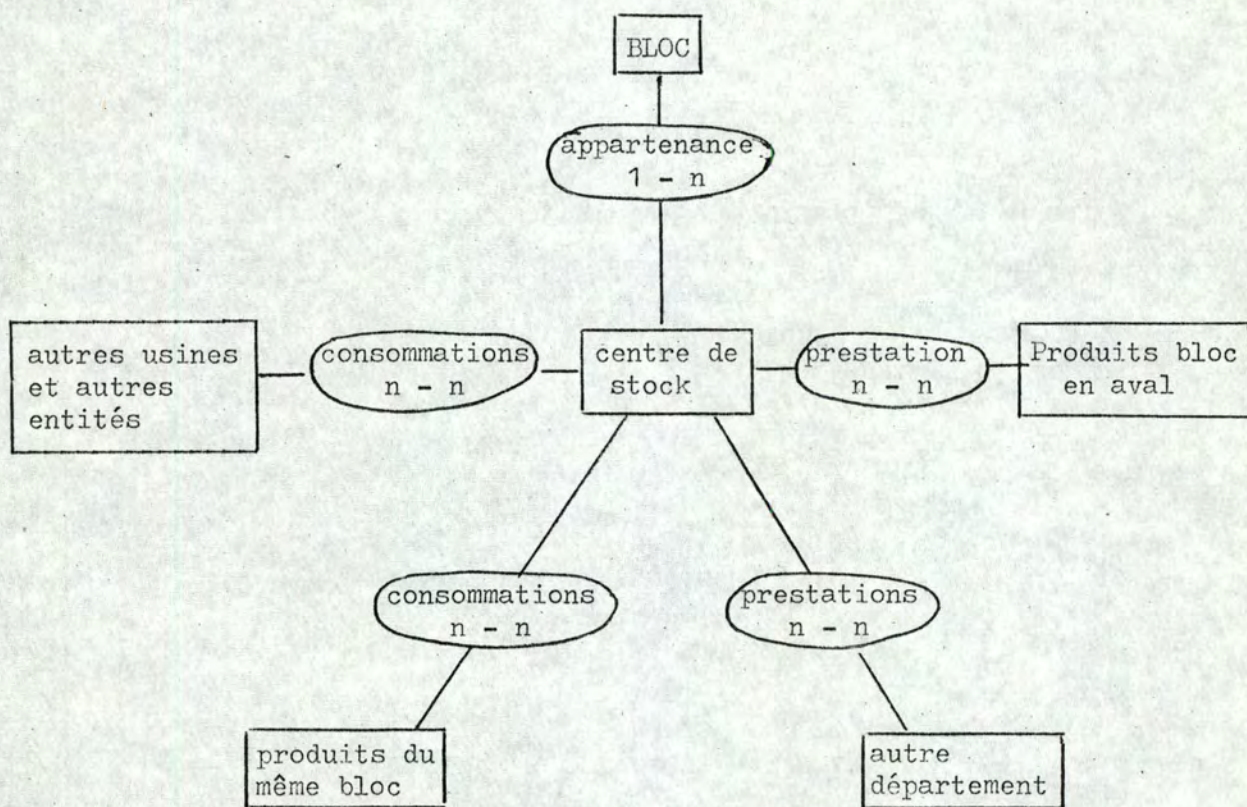 BLOC
appartenance
1 - n
autres usines
et autres
entités
consommations
n - n
centre de
stock
prestation
n - n
Produits bloc
en aval
consommations
n - n
prestations
n - n
produits du
même bloc
autre
département